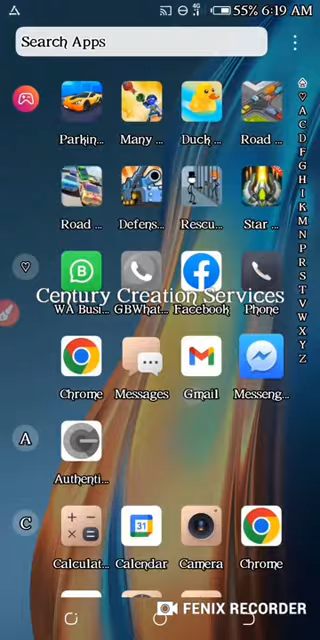 55% 6:19 AM
Search Apps
Parkin... Many ... Duck ... Road ...
Road ... Defens... Rescu... Star ...
Century Creation Services
WA Busi... GBWhat... Facebook Phone
Chrome Messages Gmail Messeng...
A
Authenti...
C
31
Calculat... Calendar Camera Chrome
FENIX RECORDER
A
C
D
F
G
H
I
K
M
N
P
R
S
T
V
W
X
Y
Z